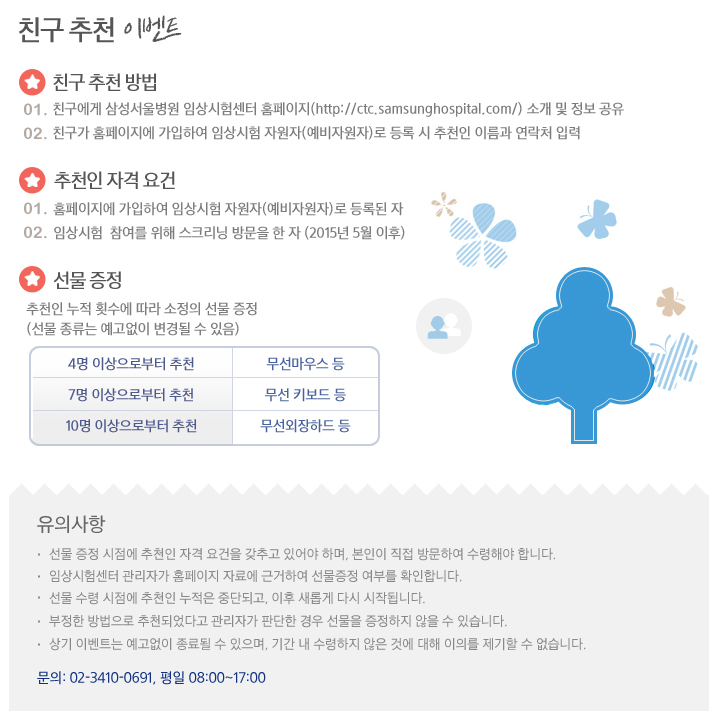 친구 추천 이벤트
친구 추천 방법
01. 친구에게 삼성서울병원 임상시험센터 홈페이지(http://ctc.samsunghospital.com/) 소개 및 정보 공유
02. 친구가 홈페이지에 가입하여 임상시험 자원자(예비자원자)로 등록 시 추천인 이름과 연락처 입력
추천인 자격 요건
01. 홈페이지에 가입하여 임상시험 자원자(예비자원자)로 등록된 자
02. 임상시험 참여를 위해 스크리닝 방문을 한 자 (2015년 5월 이후)
선물 증정
추천인 누적 횟수에 따라 소정의 선물 증정
(선물 종류는 예고없이 변경될 수 있음)
4명 이상으로부터 추천 무선마우스 등
7명 이상으로부터 추천 무선 키보드 등
10명 이상으로부터 추천 무선외장하드 등
유의사항
· 선물 증정 시점에 추천인 자격 요건을 갖추고 있어야 하며, 본인이 직접 방문하여 수령해야 합니다.
· 임상시험센터 관리자가 홈페이지 자료에 근거하여 선물증정 여부를 확인합니다.
· 선물 수령 시점에 추천인 누적은 중단되고, 이후 새롭게 다시 시작됩니다.
· 부정한 방법으로 추천되었다고 관리자가 판단한 경우 선물을 증정하지 않을 수 있습니다.
· 상기 이벤트는 예고없이 종료될 수 있으며, 기간 내 수령하지 않은 것에 대해 이의를 제기할 수 없습니다.
문의: 02-3410-0691, 평일 08:00~17:00